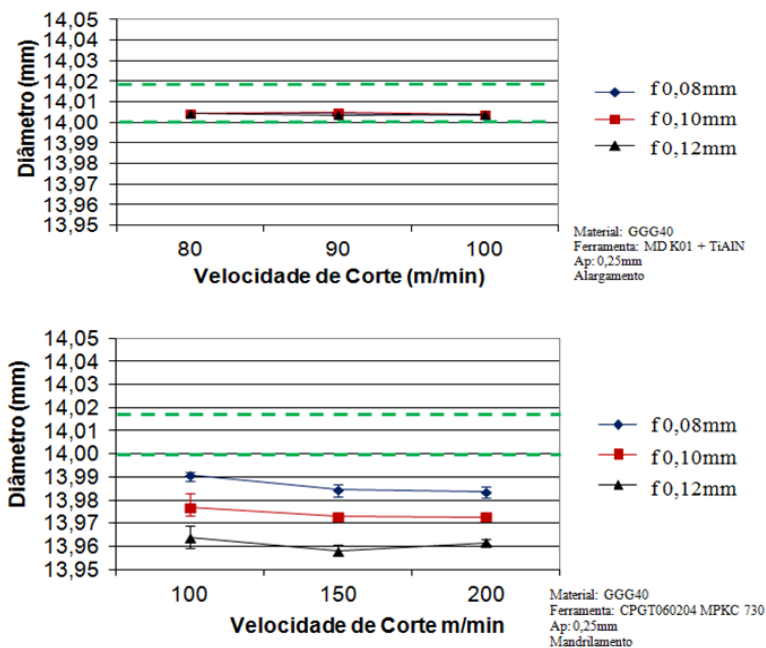 14,05
14,04
14,03
14,02
14,01
14,00
13,99
13,98
13,97
13,96
13,95
Diâmetro (mm)
80 90 100
Velocidade de Corte (m/min)
f 0,08mm
f 0,10mm
f 0,12mm
Material: GGG40
Ferramenta: MD K01 + TiAlN
Ap: 0,25mm
Alargamento
14,05
14,04
14,03
14,02
14,01
14,00
13,99
13,98
13,97
13,96
13,95
Diâmetro (mm)
100 150 200
Velocidade de Corte m/min
f 0,08mm
f 0,10mm
f 0,12mm
Material: GGG40
Ferramenta: CPGT060204 MPKC 730
Ap: 0,25mm
Mandrilamento